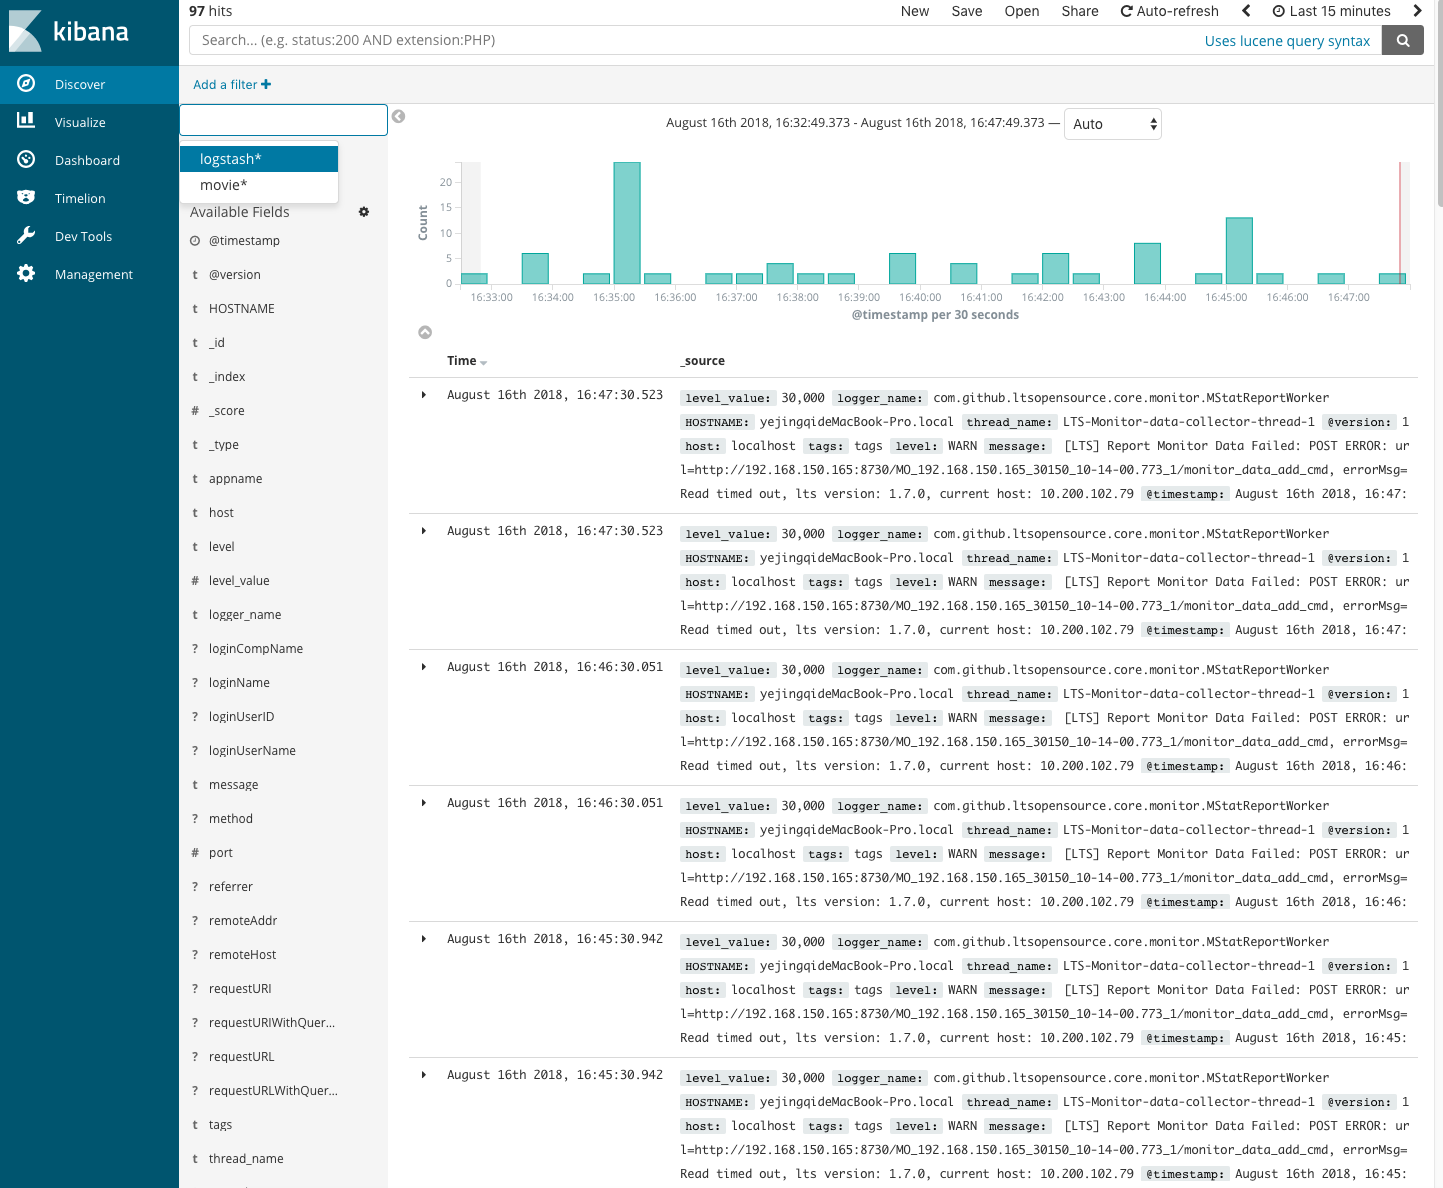 kibana
Discover
Visualize
Dashboard
Timelion
Dev Tools
Management
97 hits
New Save Open Share Auto-refresh Last 15 minutes
Search... (e.g. status:200 AND extension:PHP)
Uses lucene query syntax
Add a filter
logstash*
movie*
Available Fields
@timestamp
t @version
t HOSTNAME
t _id
t _index
# _score
t _type
t appname
t host
t level
# level_value
t logger_name
? loginCompName
? loginName
? loginUserID
? loginUserName
t message
? method
# port
? referrer
? remoteAddr
? remoteHost
? requestURI
? requestURIWithQuer...
? requestURL
? requestURLWithQuer...
t tags
t thread_name
August 16th 2018, 16:32:49.373 - August 16th 2018, 16:47:49.373 — Auto
Count
20
15
10
5
0
16:33:00 16:34:00 16:35:00 16:36:00 16:37:00 16:38:00 16:39:00 16:40:00 16:41:00 16:42:00 16:43:00 16:44:00 16:45:00 16:46:00 16:47:00
@timestamp per 30 seconds
Time _source
August 16th 2018, 16:47:30.523 level_value: 30,000 logger_name: com.github.ltsopensource.core.monitor.MStatReportWorker
HOSTNAME: yejingqideMacBook-Pro.local thread_name: LTS-Monitor-data-collector-thread-1 @version: 1
host: localhost tags: tags level: WARN message: [LTS] Report Monitor Data Failed: POST ERROR: ur
l=http://192.168.150.165:8730/MO_192.168.150.165_30150_10-14-00.773_1/monitor_data_add_cmd, errorMsg=
Read timed out, lts version: 1.7.0, current host: 10.200.102.79 @timestamp: August 16th 2018, 16:47:
August 16th 2018, 16:47:30.523 level_value: 30,000 logger_name: com.github.ltsopensource.core.monitor.MStatReportWorker
HOSTNAME: yejingqideMacBook-Pro.local thread_name: LTS-Monitor-data-collector-thread-1 @version: 1
host: localhost tags: tags level: WARN message: [LTS] Report Monitor Data Failed: POST ERROR: ur
l=http://192.168.150.165:8730/MO_192.168.150.165_30150_10-14-00.773_1/monitor_data_add_cmd, errorMsg=
Read timed out, lts version: 1.7.0, current host: 10.200.102.79 @timestamp: August 16th 2018, 16:47:
August 16th 2018, 16:46:30.051 level_value: 30,000 logger_name: com.github.ltsopensource.core.monitor.MStatReportWorker
HOSTNAME: yejingqideMacBook-Pro.local thread_name: LTS-Monitor-data-collector-thread-1 @version: 1
host: localhost tags: tags level: WARN message: [LTS] Report Monitor Data Failed: POST ERROR: ur
l=http://192.168.150.165:8730/MO_192.168.150.165_30150_10-14-00.773_1/monitor_data_add_cmd, errorMsg=
Read timed out, lts version: 1.7.0, current host: 10.200.102.79 @timestamp: August 16th 2018, 16:46:
August 16th 2018, 16:46:30.051 level_value: 30,000 logger_name: com.github.ltsopensource.core.monitor.MStatReportWorker
HOSTNAME: yejingqideMacBook-Pro.local thread_name: LTS-Monitor-data-collector-thread-1 @version: 1
host: localhost tags: tags level: WARN message: [LTS] Report Monitor Data Failed: POST ERROR: ur
l=http://192.168.150.165:8730/MO_192.168.150.165_30150_10-14-00.773_1/monitor_data_add_cmd, errorMsg=
Read timed out, lts version: 1.7.0, current host: 10.200.102.79 @timestamp: August 16th 2018, 16:46:
August 16th 2018, 16:45:30.942 level_value: 30,000 logger_name: com.github.ltsopensource.core.monitor.MStatReportWorker
HOSTNAME: yejingqideMacBook-Pro.local thread_name: LTS-Monitor-data-collector-thread-1 @version: 1
host: localhost tags: tags level: WARN message: [LTS] Report Monitor Data Failed: POST ERROR: ur
l=http://192.168.150.165:8730/MO_192.168.150.165_30150_10-14-00.773_1/monitor_data_add_cmd, errorMsg=
Read timed out, lts version: 1.7.0, current host: 10.200.102.79 @timestamp: August 16th 2018, 16:45:
August 16th 2018, 16:45:30.942 level_value: 30,000 logger_name: com.github.ltsopensource.core.monitor.MStatReportWorker
HOSTNAME: yejingqideMacBook-Pro.local thread_name: LTS-Monitor-data-collector-thread-1 @version: 1
host: localhost tags: tags level: WARN message: [LTS] Report Monitor Data Failed: POST ERROR: ur
l=http://192.168.150.165:8730/MO_192.168.150.165_30150_10-14-00.773_1/monitor_data_add_cmd, errorMsg=
Read timed out, lts version: 1.7.0, current host: 10.200.102.79 @timestamp: August 16th 2018, 16:45: